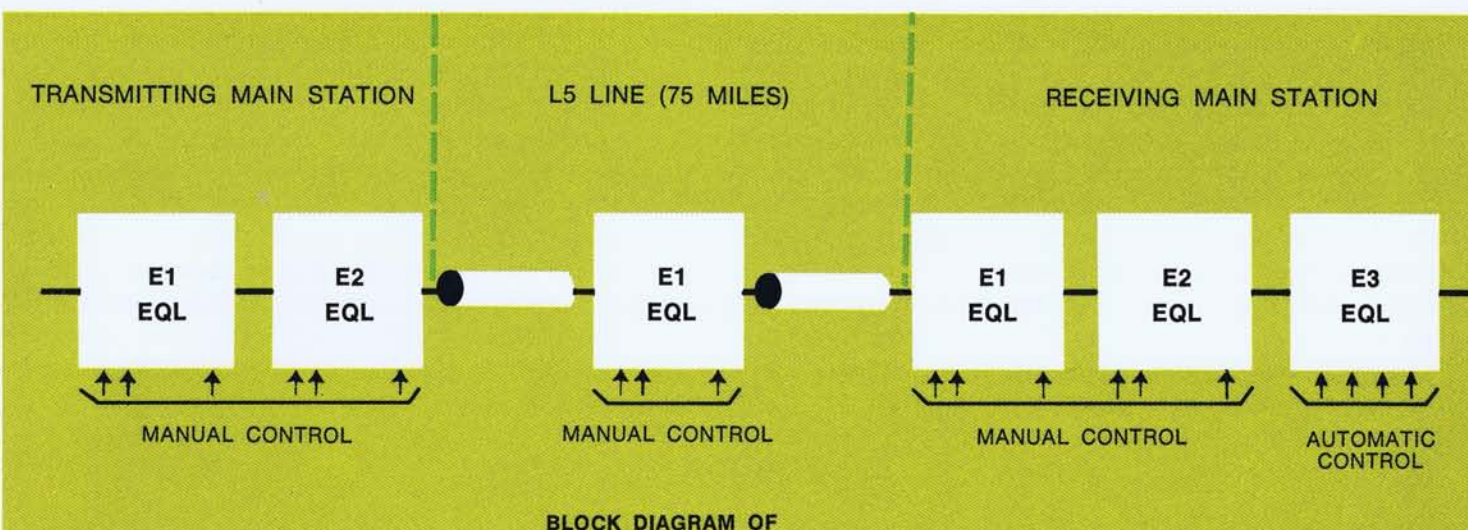 TRANSMITTING MAIN STATION
L5 LINE (75 MILES)
RECEIVING MAIN STATION
E1
EQL
E2
EQL
E1
EQL
E1
EQL
E2
EQL
E3
EQL
MANUAL CONTROL
MANUAL CONTROL
MANUAL CONTROL
AUTOMATIC
CONTROL
BLOCK DIAGRAM OF